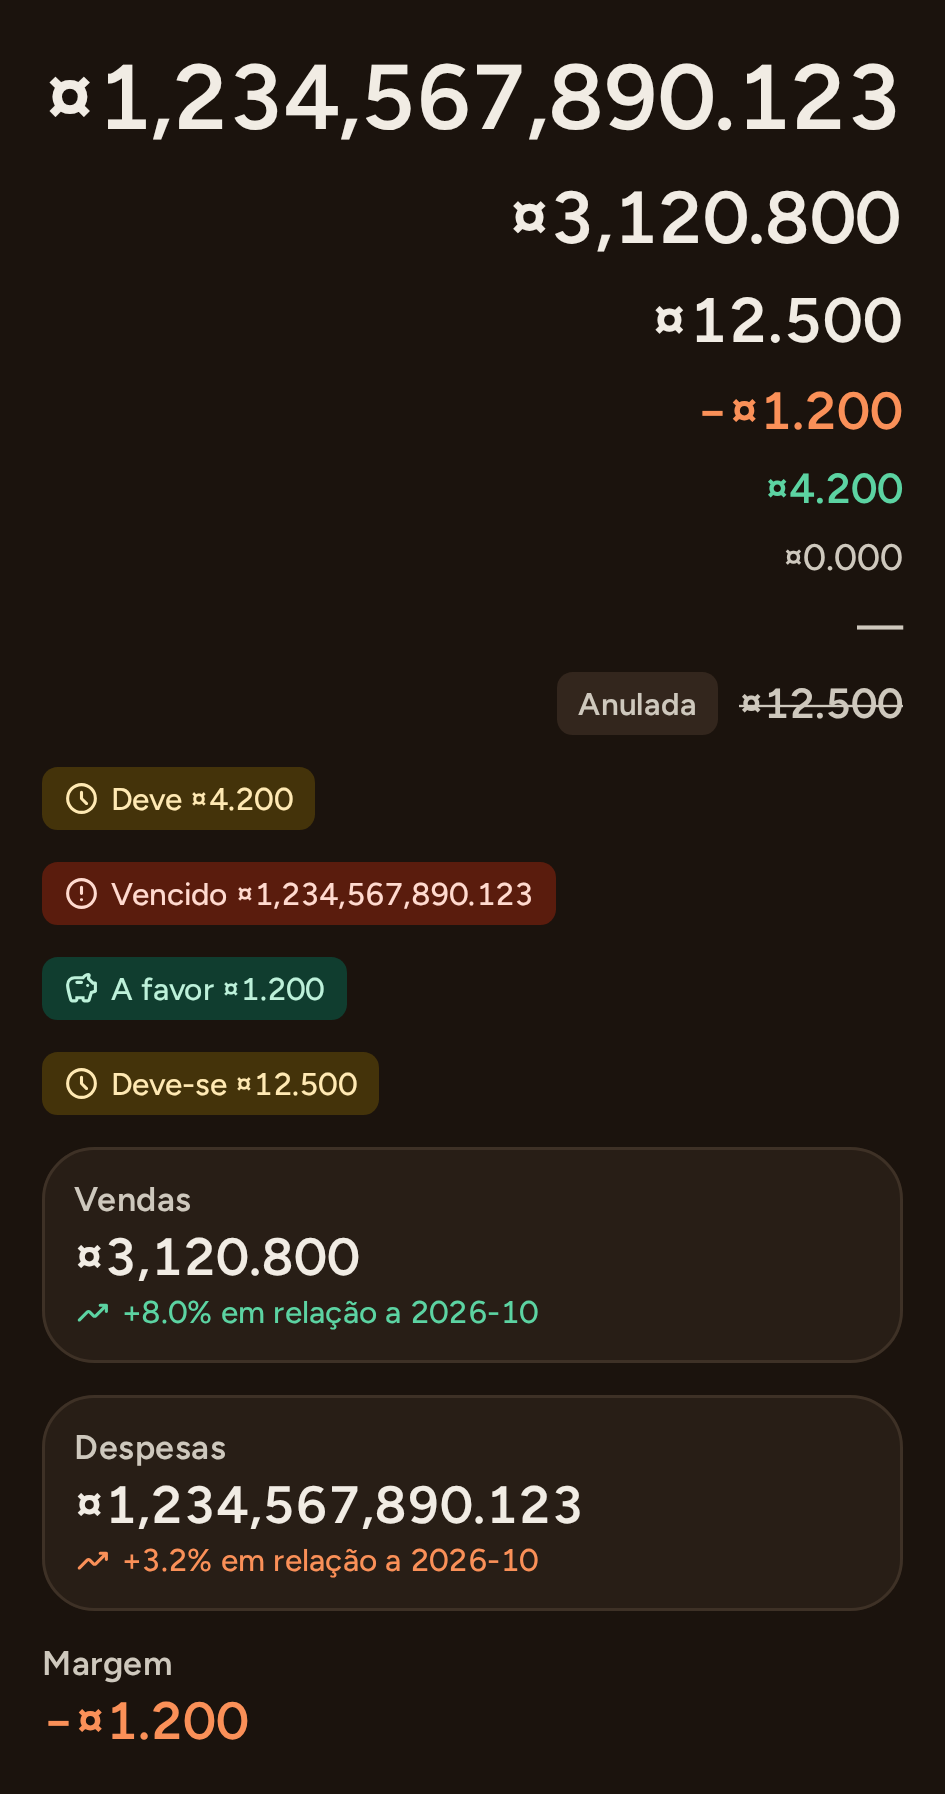 ¤1,234,567,890.123
¤3,120.800
¤12.500
-¤1.200
¤4.200
¤0.000
—
Anulada ¤12.500
Deve ¤4.200
Vencido ¤1,234,567,890.123
A favor ¤1.200
Deve-se ¤12.500
Vendas
¤3,120.800
+8.0% em relação a 2026-10
Despesas
¤1,234,567,890.123
+3.2% em relação a 2026-10
Margem
-¤1.200